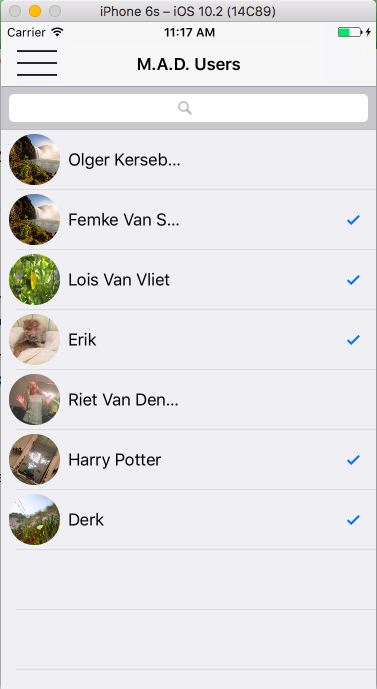 iPhone 6s – iOS 10.2 (14C89)
Carrier 11:17 AM
M.A.D. Users
Olger Kerseb...
Femke Van S...
Lois Van Vliet
Erik
Riet Van Den...
Harry Potter
Derk